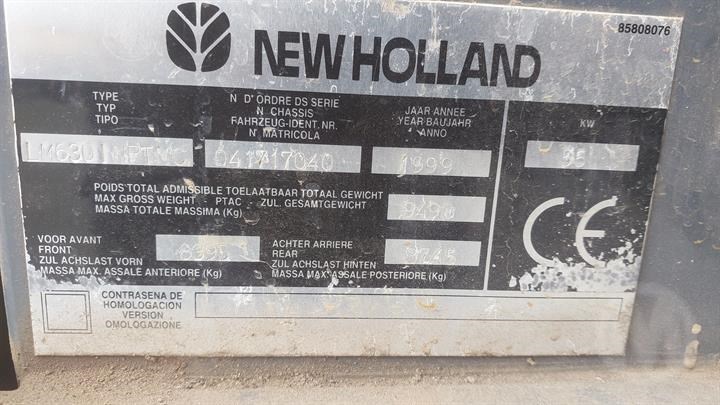 85808076
NEW HOLLAND
TYPE
TYP
TIPO
N D'ORDRE DS SERIE
N CHASSIS
FAHRZEUG-IDENT. NR.
N MATRICOLA
JAAR ANNEE
YEAR BAUJAHR
ANNO
KW
041717040
1999
POIDS TOTAL ADMISSIBLE TOELAATBAAR TOTAAL GEWICHT
MAX GROSS WEIGHT PTAC - ZUL. GESAMTGEWICHT
MASSA TOTALE MASSIMA (Kg)
CE
VOOR AVANT
FRONT
ZUL ACHSLAST VORN
MASSA MAX. ASSALE ANTERIORE (Kg)
ACHTER ARRIERE
REAR
ZUL ACHSLAST HINTEN
MASSA MAX. ASSALE POSTERIORE (Kg)
CONTRASENA DE
HOMOLOGACION
VERSION
OMOLOGAZIONE